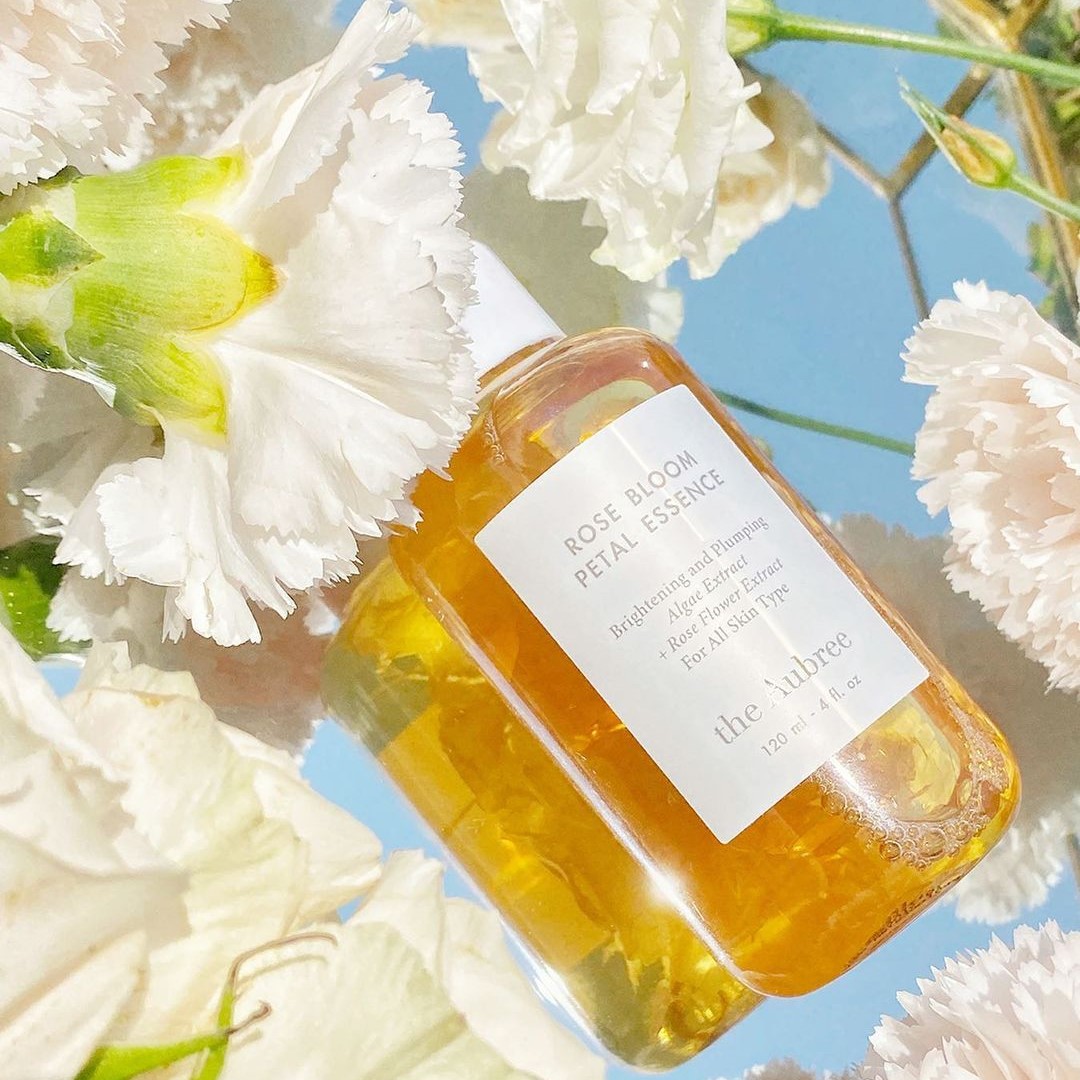 ROSE BLOOM
PETAL ESSENCE
Brightening and Plumping
Algae Extract
+ Rose Flower Extract
For All Skin Type
the Aubree
120 ml - 4 fl. oz